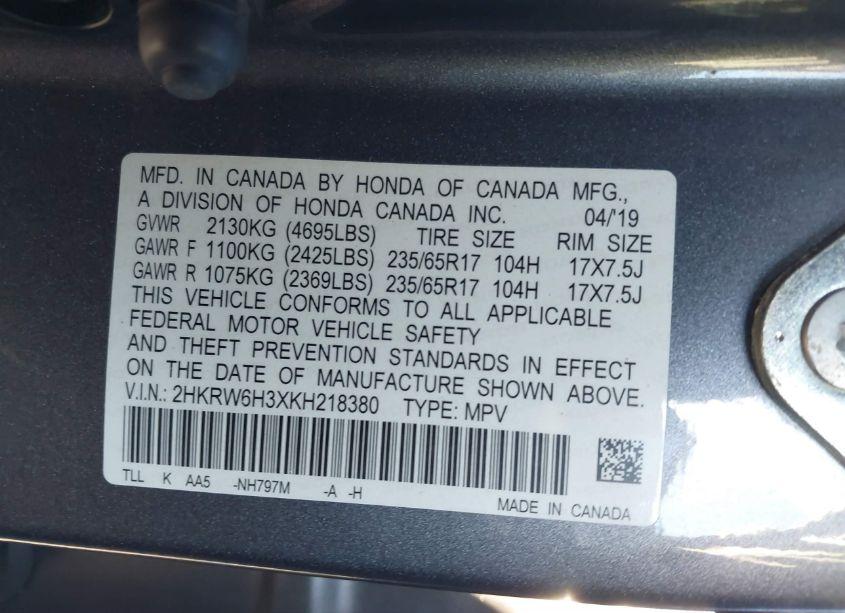 MFD. IN CANADA BY HONDA OF CANADA MFG.,
A DIVISION OF HONDA CANADA INC. 04/'19
GVWR 2130KG (4695LBS) TIRE SIZE RIM SIZE
GAWR F 1100KG (2425LBS) 235/65R17 104H 17X7.5J
GAWR R 1075KG (2369LBS) 235/65R17 104H 17X7.5J
THIS VEHICLE CONFORMS TO ALL APPLICABLE
FEDERAL MOTOR VEHICLE SAFETY
AND THEFT PREVENTION STANDARDS IN EFFECT
ON THE DATE OF MANUFACTURE SHOWN ABOVE.
V.I.N.: 2HKRW6H3XKH218380 TYPE: MPV
TLL K AA5 -NH797M -A -H
MADE IN CANADA